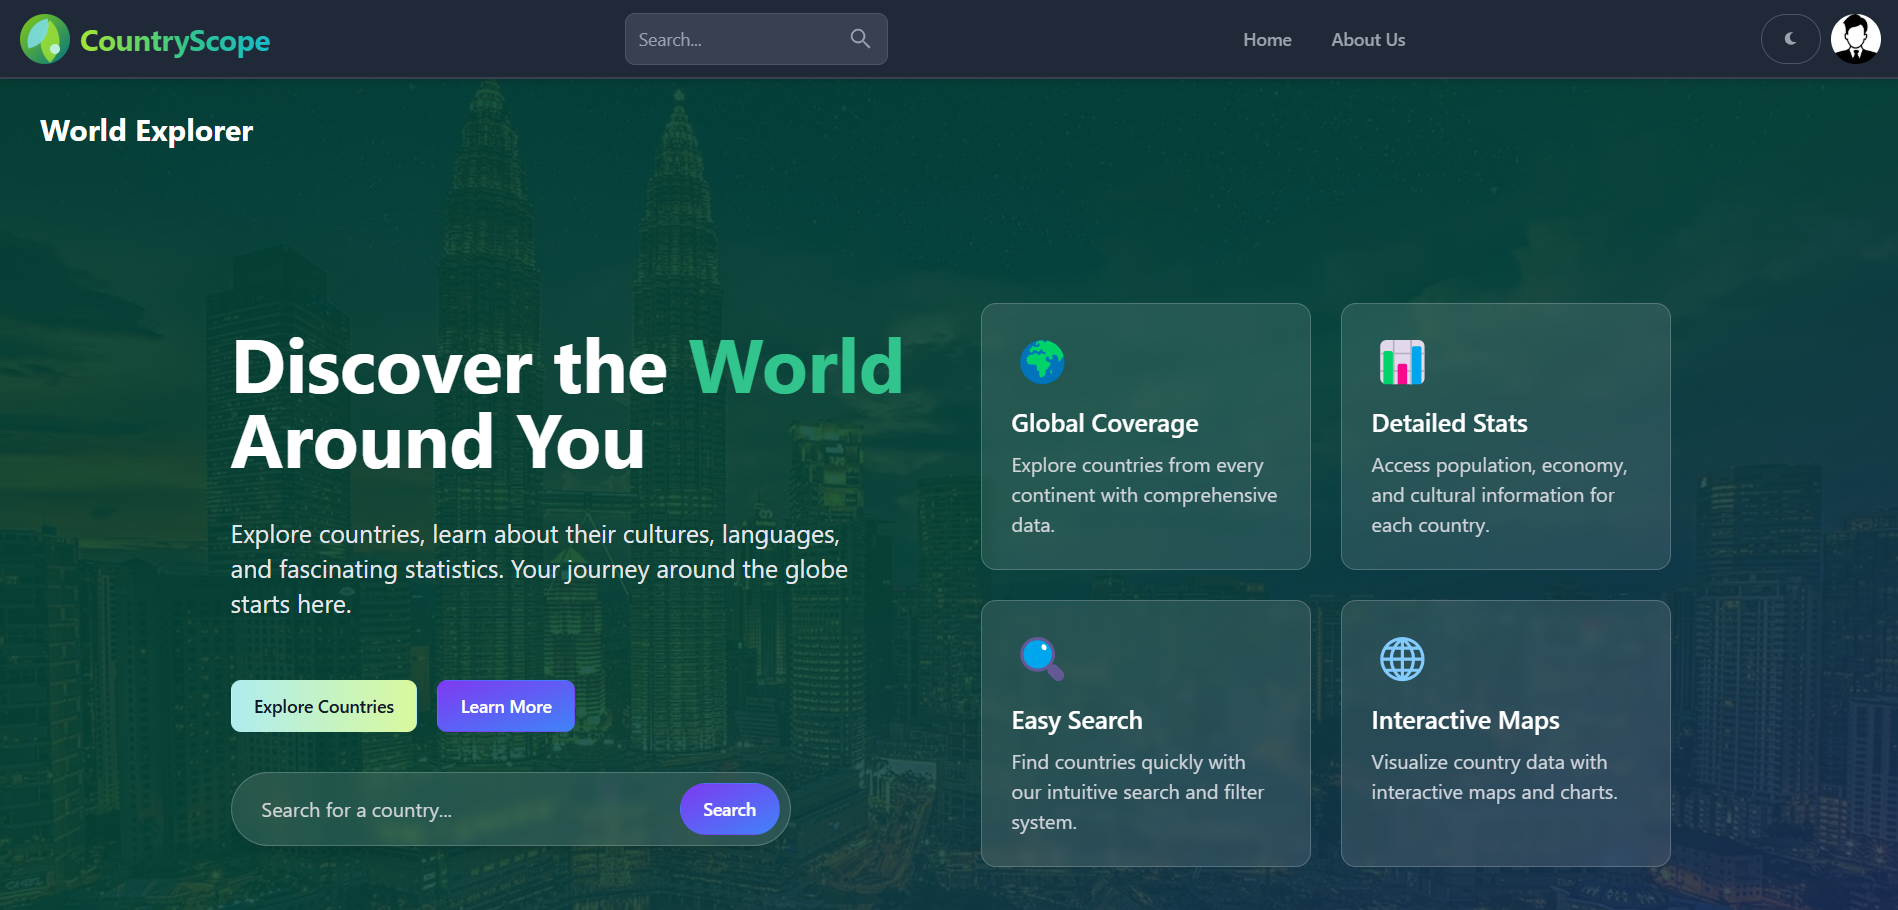 CountryScope
Search...
Home
About Us
World Explorer
Discover the World
Around You
Explore countries, learn about their cultures, languages,
and fascinating statistics. Your journey around the globe
starts here.
Explore Countries
Learn More
Search for a country...
Search
Global Coverage
Explore countries from every
continent with comprehensive
data.
Detailed Stats
Access population, economy,
and cultural information for
each country.
Easy Search
Find countries quickly with
our intuitive search and filter
system.
Interactive Maps
Visualize country data with
interactive maps and charts.